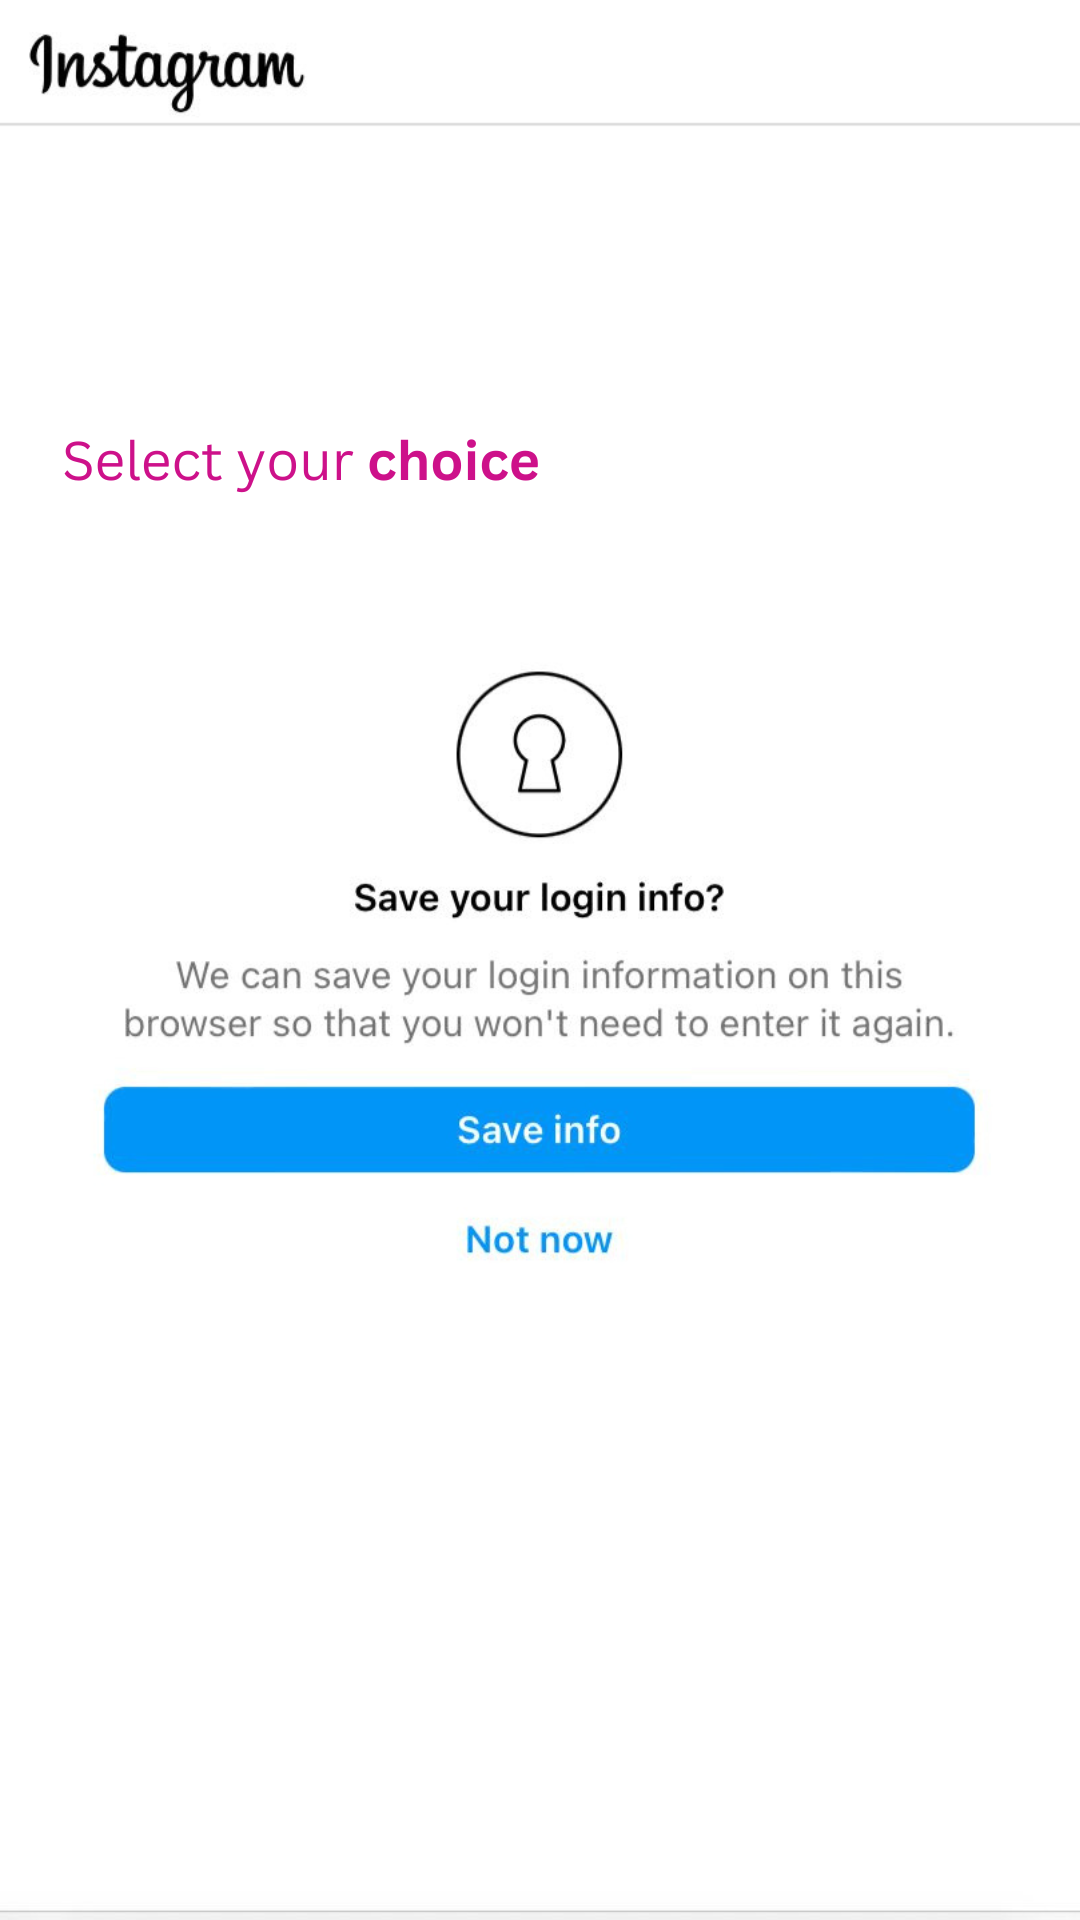 Instagram
Select your choice
Save your login info?
We can save your login information on this
browser so that you won't need to enter it again.
Save info
Not now